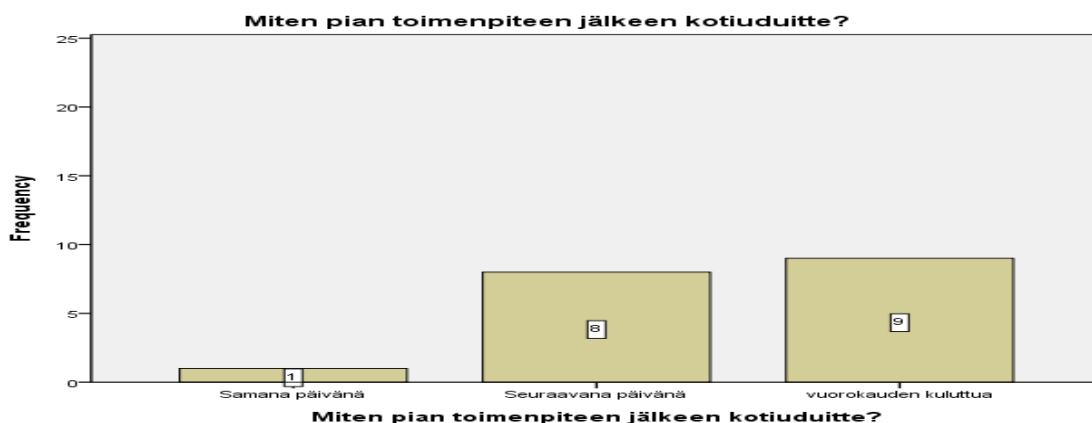 Miten pian toimenpiteen jälkeen kotiuduitte?
25
20
15
10
5
0
Frequency
1
8
9
Samana päivänä
Seuraavana päivänä
vuorokauden kuluttua
Miten pian toimenpiteen jälkeen kotiuduitte?